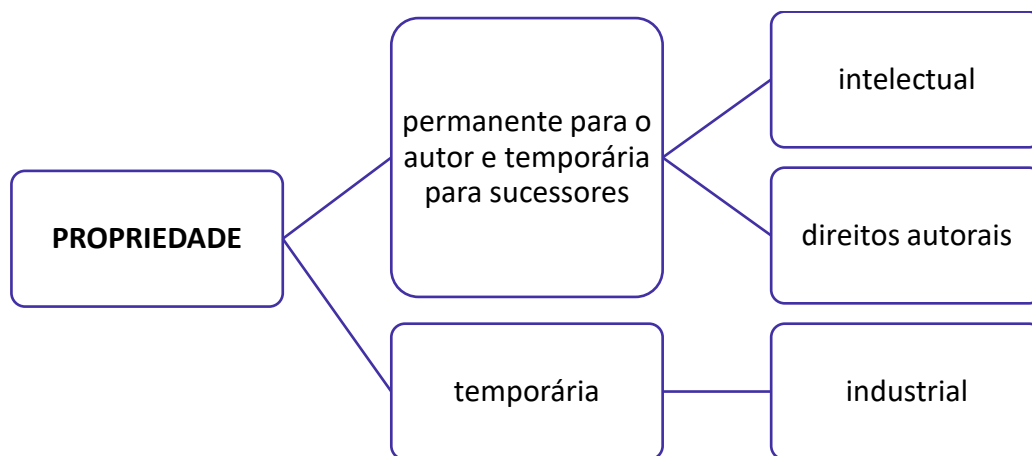 PROPRIEDADE
permanente para o
autor e temporária
para sucessores
intelectual
direitos autorais
temporária
industrial